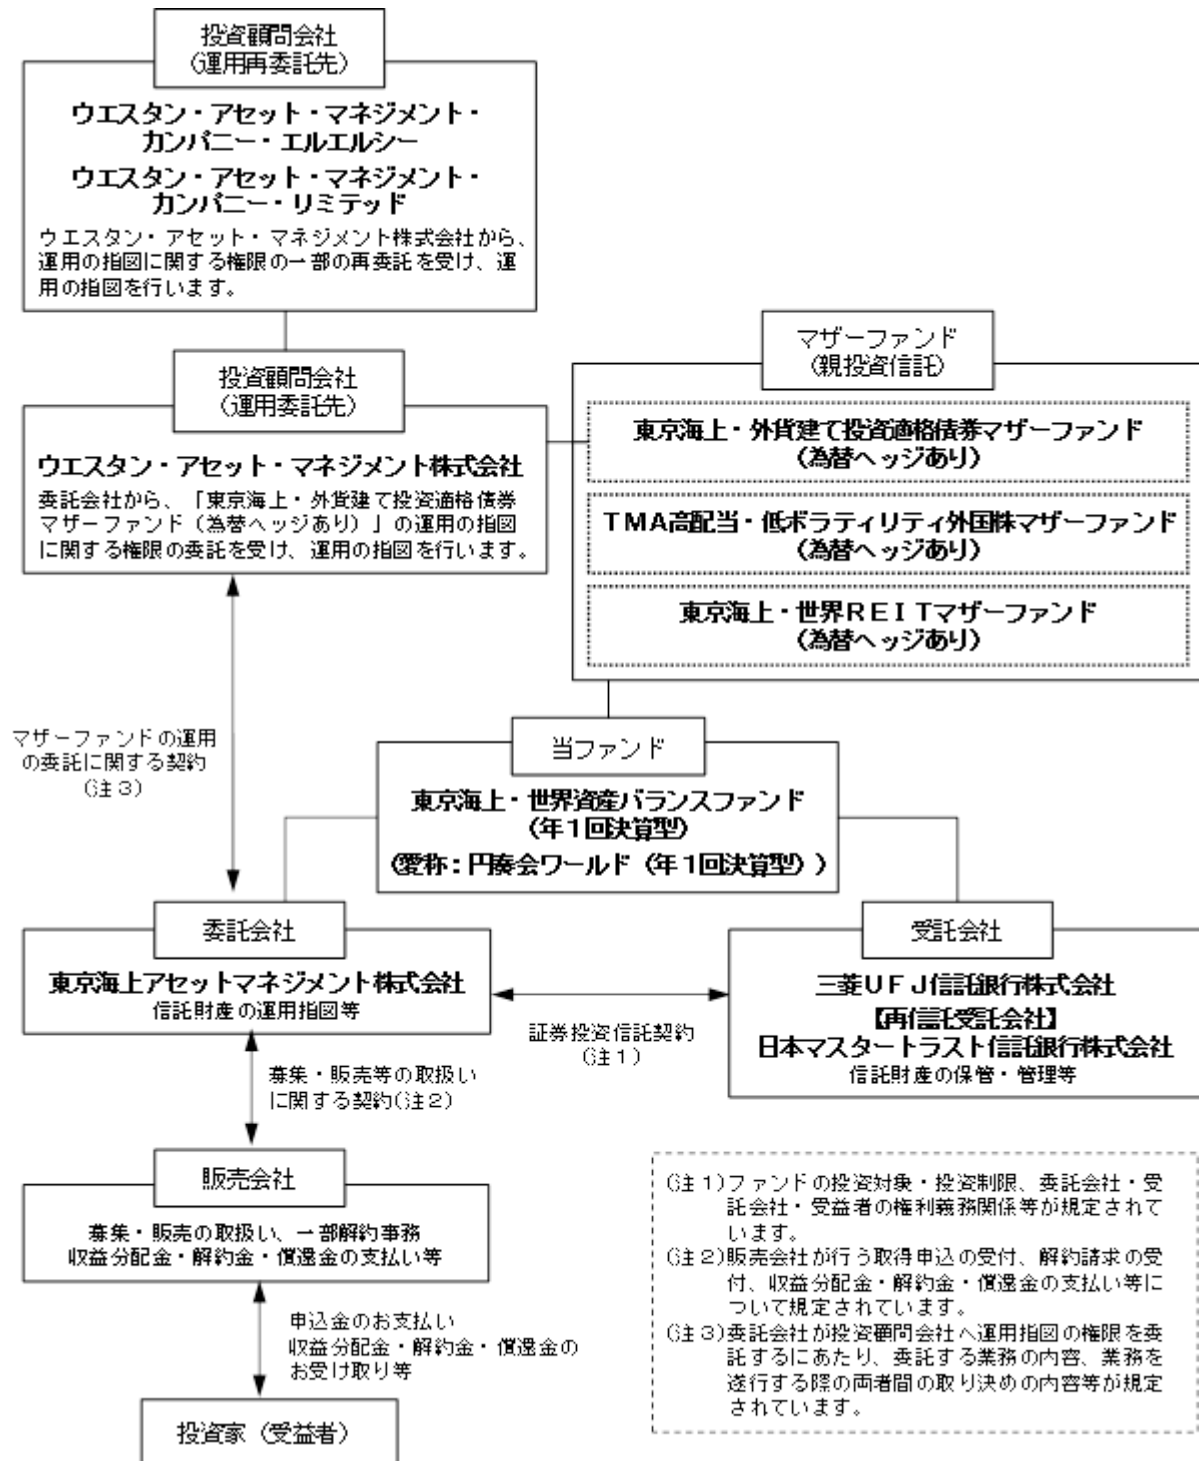 投資顧問会社
（運用再委託先）
ウエスタン・アセット・マネジメント・
カンパニー・エルエルシー
ウエスタン・アセット・マネジメント・
カンパニー・リミテッド
ウエスタン・アセット・マネジメント株式会社から、
運用の指図に関する権限の一部の再委託を受け、運
用の指図を行います。
投資顧問会社
（運用委託先）
ウエスタン・アセット・マネジメント株式会社
委託会社から、「東京海上・外貨建て投資適格債券
マザーファンド（為替ヘッジあり）」の運用の指図
に関する権限の委託を受け、運用の指図を行います。
マザーファンド
（親投資信託）
東京海上・外貨建て投資適格債券マザーファンド
（為替ヘッジあり）
ＴＭＡ高配当・低ボラティリティ外国株マザーファンド
（為替ヘッジあり）
東京海上・世界ＲＥＩＴマザーファンド
（為替ヘッジあり）
マザーファンドの運用
の委託に関する契約
（注３）
当ファンド
東京海上・世界資産バランスファンド
（年１回決算型）
（愛称：円奏会ワールド（年１回決算型））
委託会社
東京海上アセットマネジメント株式会社
信託財産の運用指図等
証券投資信託契約
（注１）
受託会社
三菱ＵＦＪ信託銀行株式会社
【再信託受託会社】
日本マスタートラスト信託銀行株式会社
信託財産の保管・管理等
募集・販売等の取扱い
に関する契約（注２）
販売会社
募集・販売の取扱い、一部解約事務
収益分配金・解約金・償還金の支払い等
申込金のお支払い
収益分配金・解約金・償還金の
お受け取り等
投資家（受益者）
（注１）ファンドの投資対象・投資制限、委託会社・受
託会社・受益者の権利義務関係等が規定されて
います。
（注２）販売会社が行う取得申込の受付、解約請求の受
付、収益分配金・解約金・償還金の支払い等に
ついて規定されています。
（注３）委託会社が投資顧問会社へ運用指図の権限を委
託するにあたり、委託する業務の内容、業務を
遂行する際の両者間の取り決めの内容等が規定
されています。